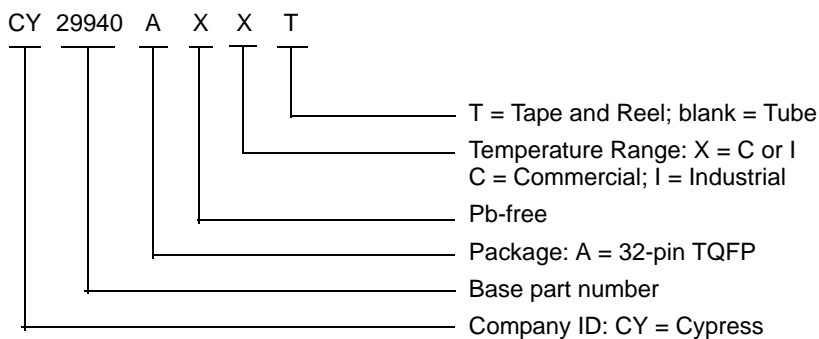 CY 29940 A X X T
T = Tape and Reel; blank = Tube
Temperature Range: X = C or I
C = Commercial; I = Industrial
Pb-free
Package: A = 32-pin TQFP
Base part number
Company ID: CY = Cypress